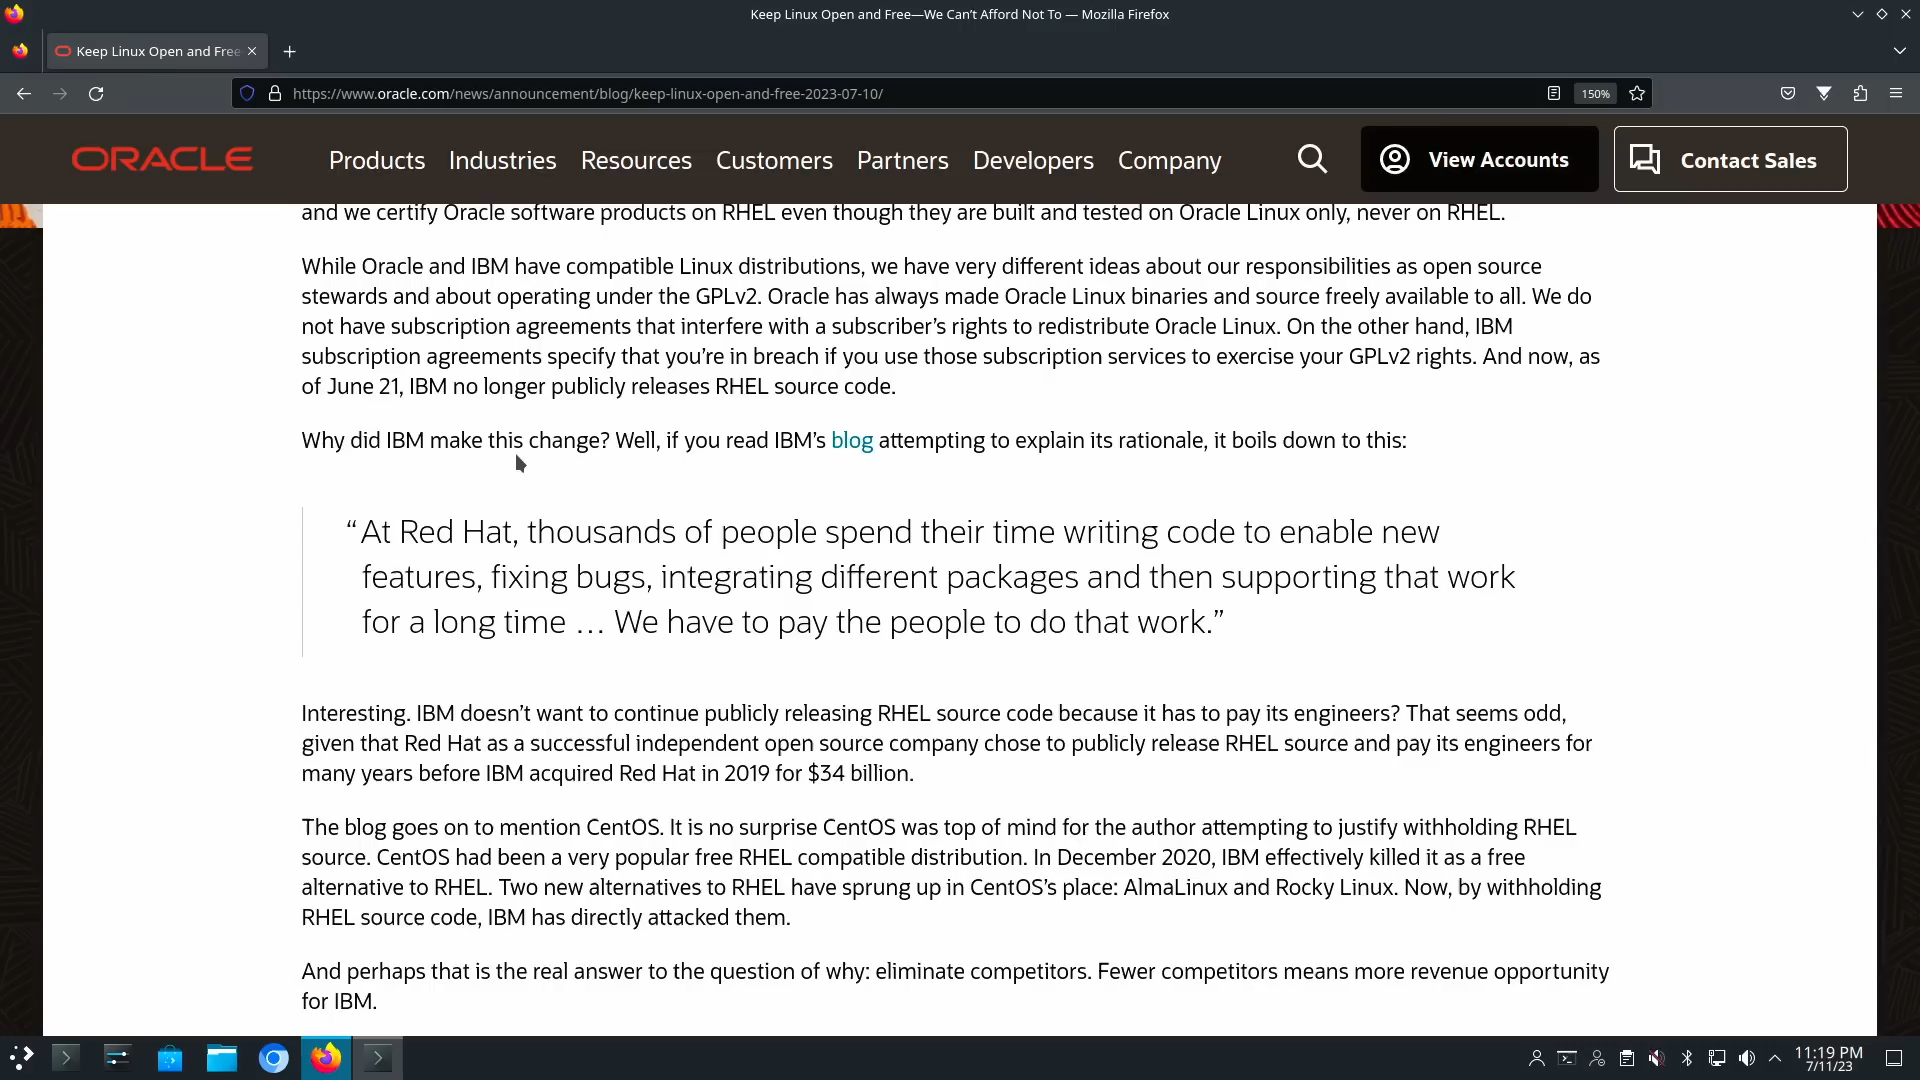 Keep Linux Open and Free—We Can't Afford Not To — Mozilla Firefox
Keep Linux Open and Free
https://www.oracle.com/news/announcement/blog/keep-linux-open-and-free-2023-07-10/
150%
ORACLE
Products Industries Resources Customers Partners Developers Company
View Accounts
Contact Sales
and we certify Oracle software products on RHEL even though they are built and tested on Oracle Linux only, never on RHEL.
While Oracle and IBM have compatible Linux distributions, we have very different ideas about our responsibilities as open source
stewards and about operating under the GPLv2. Oracle has always made Oracle Linux binaries and source freely available to all. We do
not have subscription agreements that interfere with a subscriber’s rights to redistribute Oracle Linux. On the other hand, IBM
subscription agreements specify that you’re in breach if you use those subscription services to exercise your GPLv2 rights. And now, as
of June 21, IBM no longer publicly releases RHEL source code.
Why did IBM make this change? Well, if you read IBM’s blog attempting to explain its rationale, it boils down to this:
“At Red Hat, thousands of people spend their time writing code to enable new
features, fixing bugs, integrating different packages and then supporting that work
for a long time … We have to pay the people to do that work.”
Interesting. IBM doesn’t want to continue publicly releasing RHEL source code because it has to pay its engineers? That seems odd,
given that Red Hat as a successful independent open source company chose to publicly release RHEL source and pay its engineers for
many years before IBM acquired Red Hat in 2019 for $34 billion.
The blog goes on to mention CentOS. It is no surprise CentOS was top of mind for the author attempting to justify withholding RHEL
source. CentOS had been a very popular free RHEL compatible distribution. In December 2020, IBM effectively killed it as a free
alternative to RHEL. Two new alternatives to RHEL have sprung up in CentOS’s place: AlmaLinux and Rocky Linux. Now, by withholding
RHEL source code, IBM has directly attacked them.
And perhaps that is the real answer to the question of why: eliminate competitors. Fewer competitors means more revenue opportunity
for IBM.
11:19 PM
7/11/23